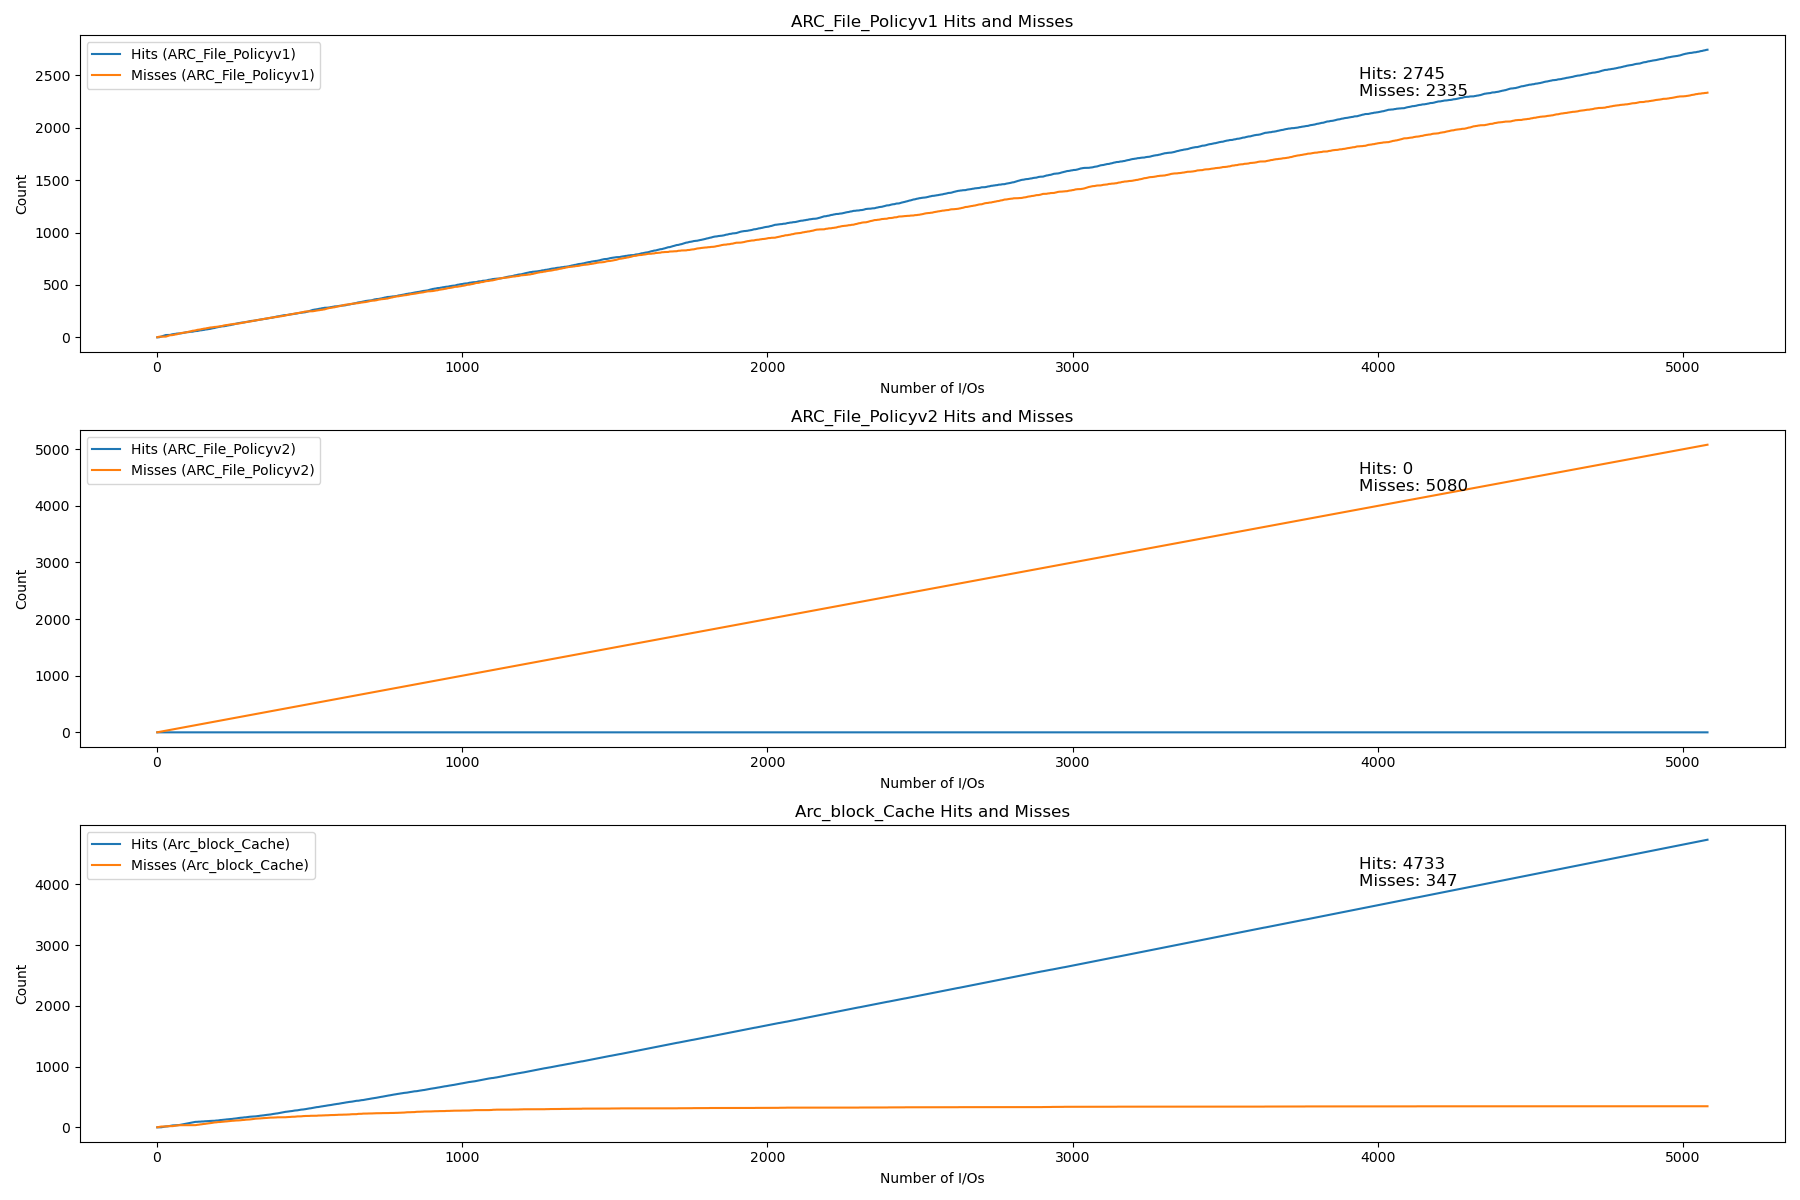 ARC_File_Policyv1 Hits and Misses
Hits (ARC_File_Policyv1)
Misses (ARC_File_Policyv1)
Hits: 2745
Misses: 2335
Count
2500
2000
1500
1000
500
0
0 1000 2000 3000 4000 5000
Number of I/Os
ARC_File_Policyv2 Hits and Misses
Hits (ARC_File_Policyv2)
Misses (ARC_File_Policyv2)
Hits: 0
Misses: 5080
Count
5000
4000
3000
2000
1000
0
0 1000 2000 3000 4000 5000
Number of I/Os
Arc_block_Cache Hits and Misses
Hits (Arc_block_Cache)
Misses (Arc_block_Cache)
Hits: 4733
Misses: 347
Count
4000
3000
2000
1000
0
0 1000 2000 3000 4000 5000
Number of I/Os